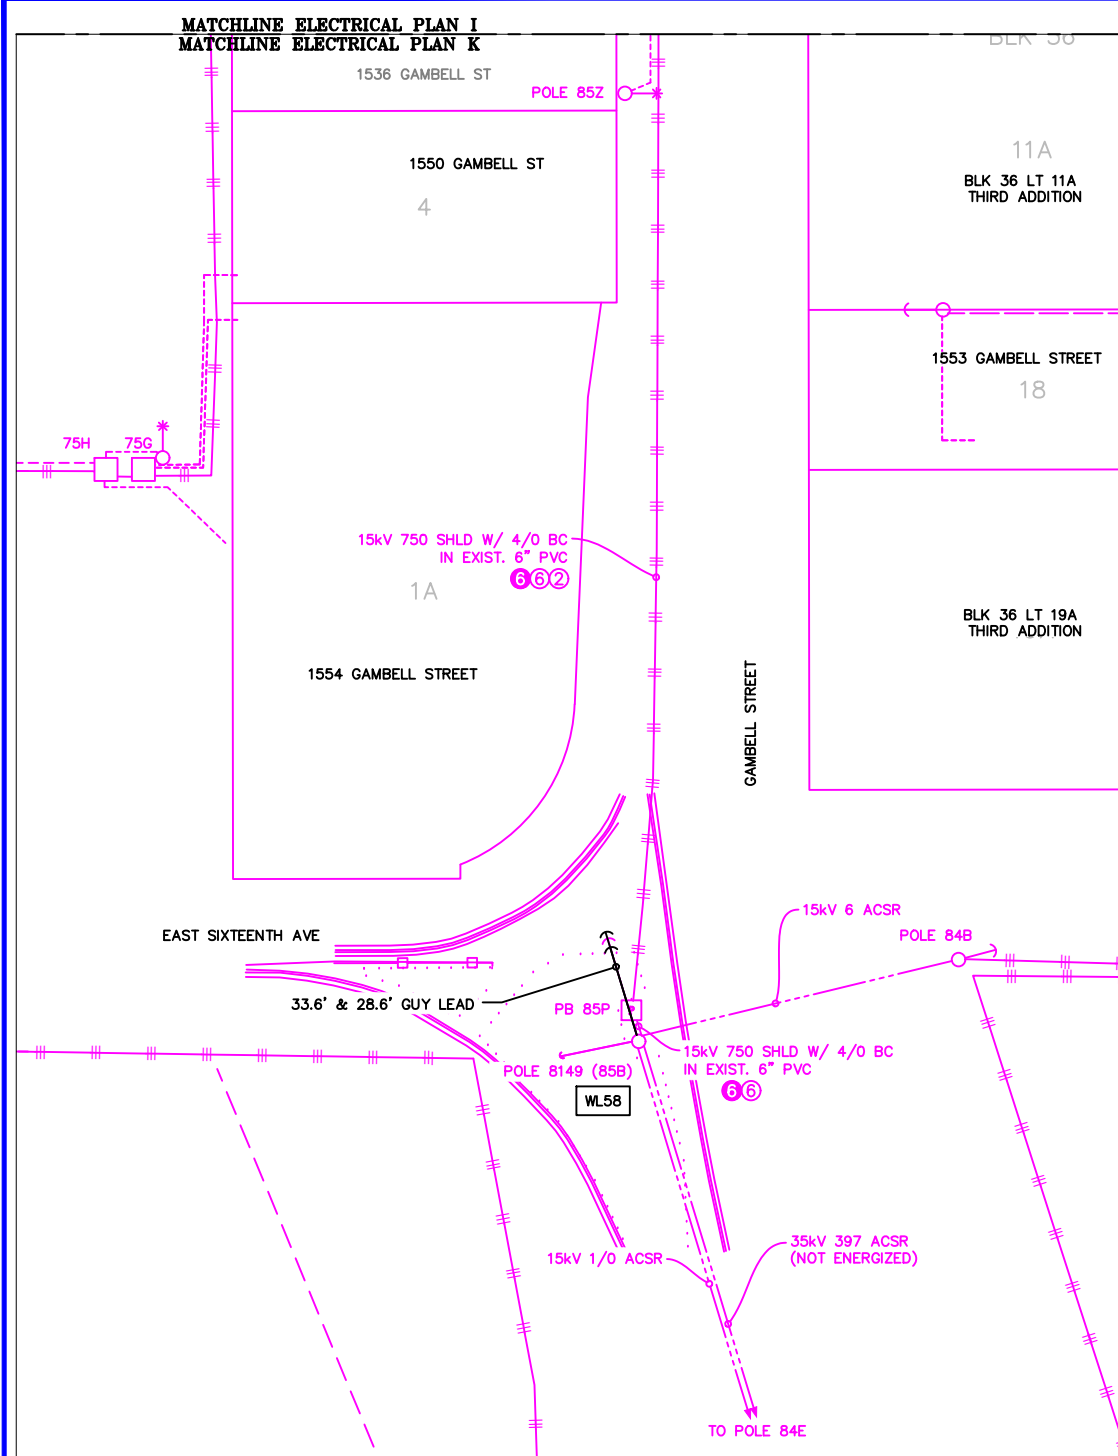 MATCHLINE ELECTRICAL PLAN I
MATCHLINE ELECTRICAL PLAN K
BLK 36
1536 GAMBELL ST
POLE 85Z
1550 GAMBELL ST
4
11A
BLK 36 LT 11A
THIRD ADDITION
1553 GAMBELL STREET
18
75H
75G
15kV 750 SHLD W/ 4/0 BC
IN EXIST. 6" PVC
6 6 2
1A
BLK 36 LT 19A
THIRD ADDITION
1554 GAMBELL STREET
GAMBELL STREET
15kV 6 ACSR
EAST SIXTEENTH AVE
POLE 84B
33.6' & 28.6' GUY LEAD
PB 85P
15kV 750 SHLD W/ 4/0 BC
IN EXIST. 6" PVC
6 6
POLE 8149 (85B)
WL58
15kV 1/0 ACSR
35kV 397 ACSR
(NOT ENERGIZED)
TO POLE 84E